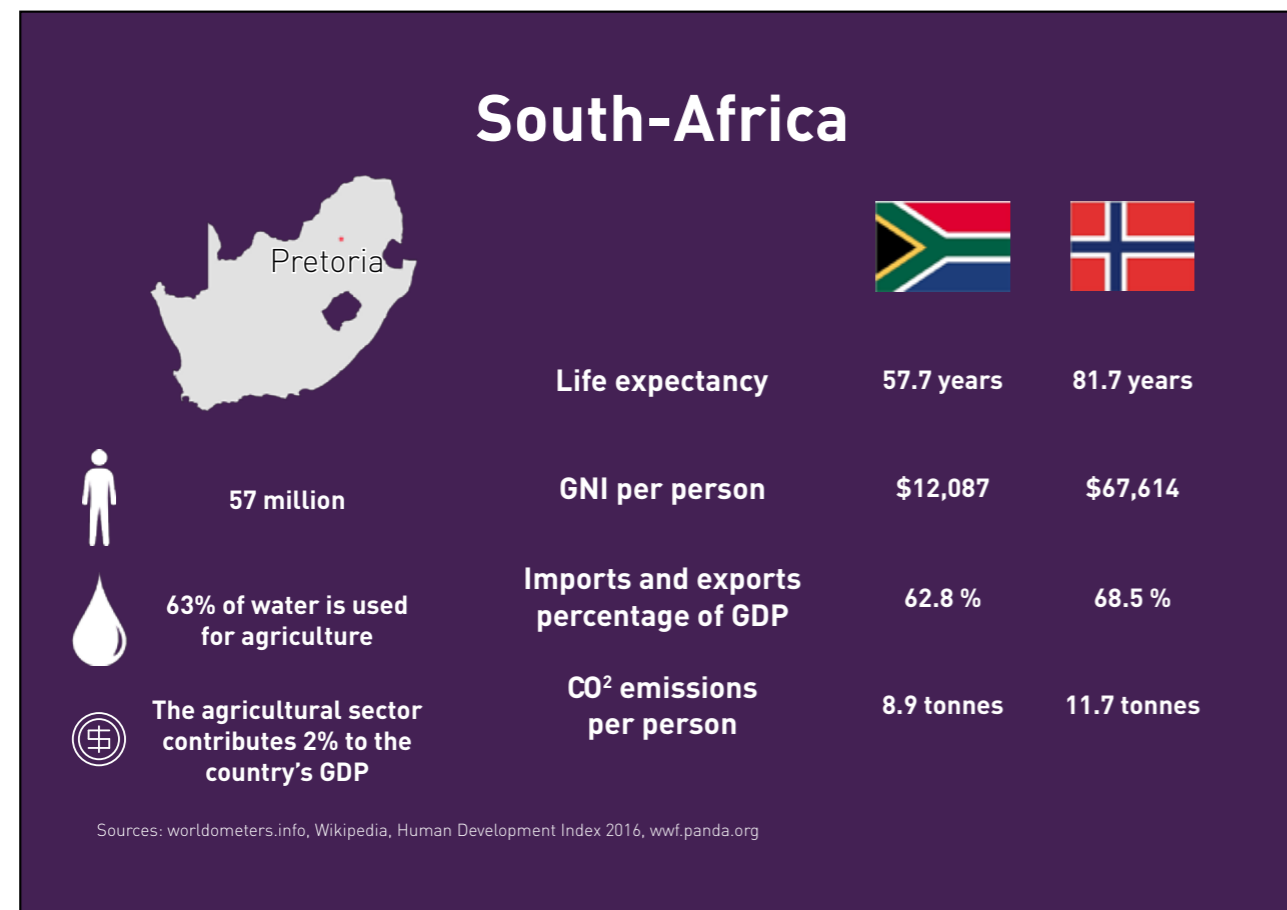 South-Africa
Pretoria
57 million
63% of water is used
for agriculture
The agricultural sector
contributes 2% to the
country’s GDP
Life expectancy 57.7 years 81.7 years
GNI per person $12,087 $67,614
Imports and exports
percentage of GDP 62.8 % 68.5 %
CO² emissions
per person 8.9 tonnes 11.7 tonnes
Sources: worldometers.info, Wikipedia, Human Development Index 2016, wwf.panda.org